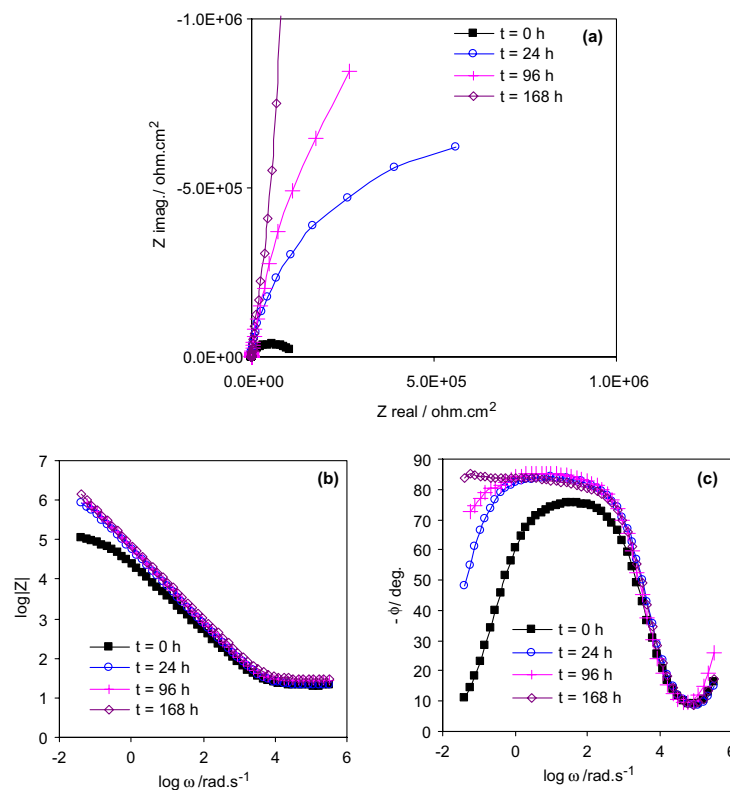 -1.0E+06
(a)
t = 0 h
t = 24 h
t = 96 h
t = 168 h
-5.0E+05
Z imag./ ohm.cm2
0.0E+00
0.0E+00 5.0E+05 1.0E+06
Z real / ohm.cm2
7
6
5
4
3
2
1
0
(b)
log|Z|
t = 0 h
t = 24 h
t = 96 h
t = 168 h
-2 0 2 4 6
log ω /rad.s-1
90
80
70
60
50
40
30
20
10
0
(c)
- ϕ/ deg.
t = 0 h
t = 24 h
t = 96 h
t = 168 h
-2 0 2 4 6
log ω /rad.s-1